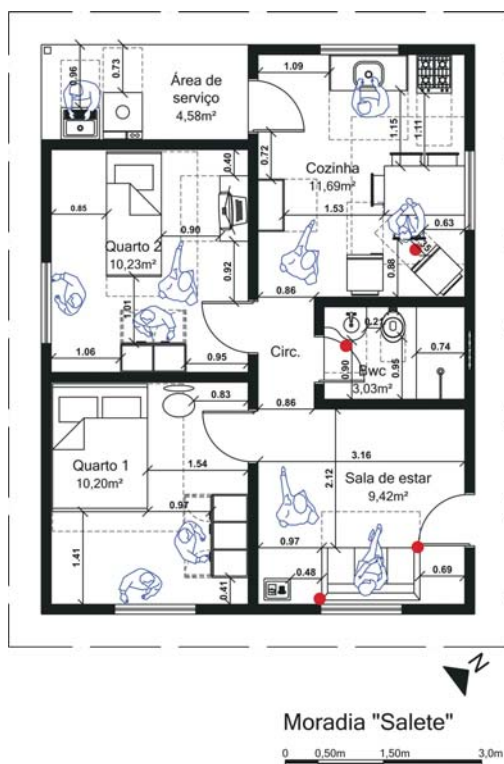 0.96
0.73
Área de
serviço
4,58m²
1.09
1.15
1.11
0.72
Cozinha
11,69m²
0.40
0.85
0.90
1.53
0.63
Quarto 2
10,23m²
0.92
0.88
1.01
0.86
1.06
0.95
Circ.
0.21
0.74
0.90
0.95
Bwc
3,03m²
0.83
0.86
Quarto 1
10,20m²
1.54
3.16
2.12
Sala de estar
9,42m²
0.97
0.97
1.41
0.41
0.48
0.69
N
Moradia "Salete"
0 0,50m 1,50m 3,0m